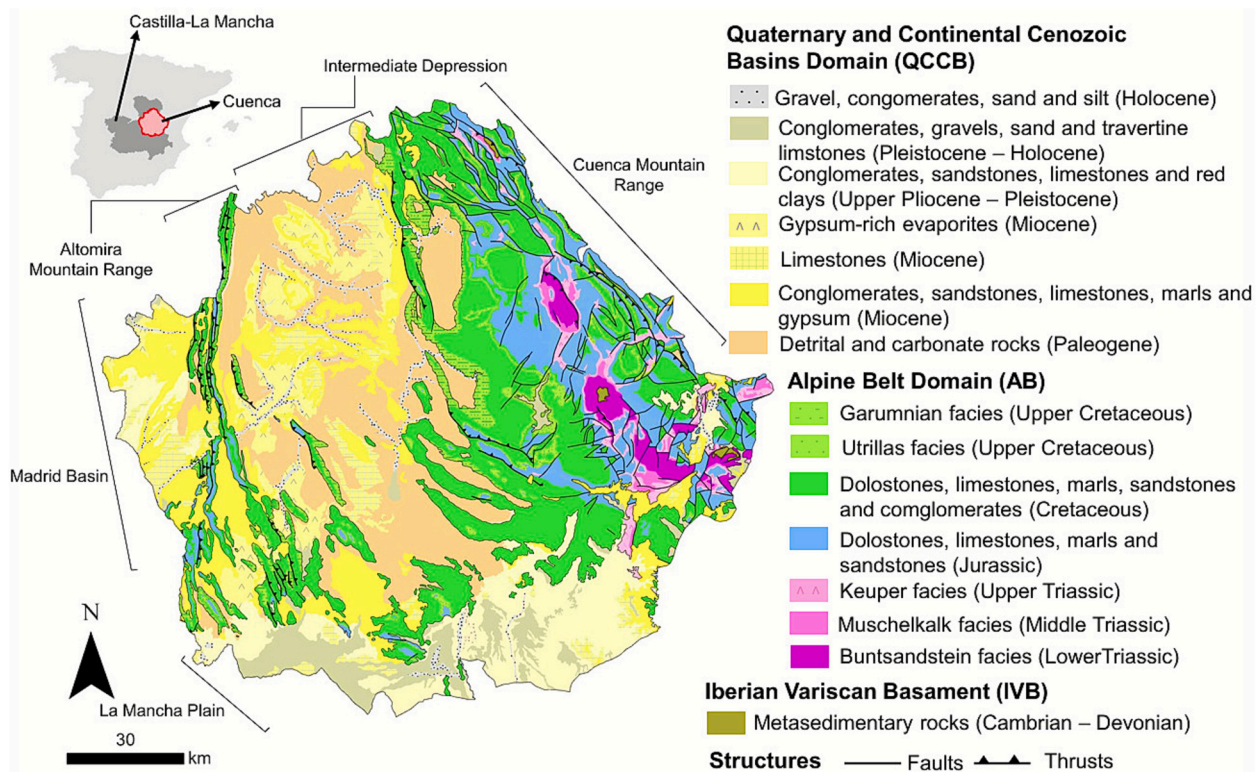 Castilla-La Mancha
Cuenca
Intermediate Depression
Cuenca Mountain
Range
Altomira
Mountain Range
Madrid Basin
N
La Mancha Plain
30
km
Quaternary and Continental Cenozoic
Basins Domain (QCCB)
Gravel, congomerates, sand and silt (Holocene)
Conglomerates, gravels, sand and travertine
limstones (Pleistocene – Holocene)
Conglomerates, sandstones, limestones and red
clays (Upper Pliocene – Pleistocene)
Gypsum-rich evaporites (Miocene)
Limestones (Miocene)
Conglomerates, sandstones, limestones, marls and
gypsum (Miocene)
Detrital and carbonate rocks (Paleogene)
Alpine Belt Domain (AB)
Garumnian facies (Upper Cretaceous)
Utrillas facies (Upper Cretaceous)
Dolostones, limestones, marls, sandstones
and comglomerates (Cretaceous)
Dolostones, limestones, marls and
sandstones (Jurassic)
Keuper facies (Upper Triassic)
Muschelkalk facies (Middle Triassic)
Buntsandstein facies (LowerTriassic)
Iberian Variscan Basament (IVB)
Metasedimentary rocks (Cambrian – Devonian)
Structures Faults Thrusts